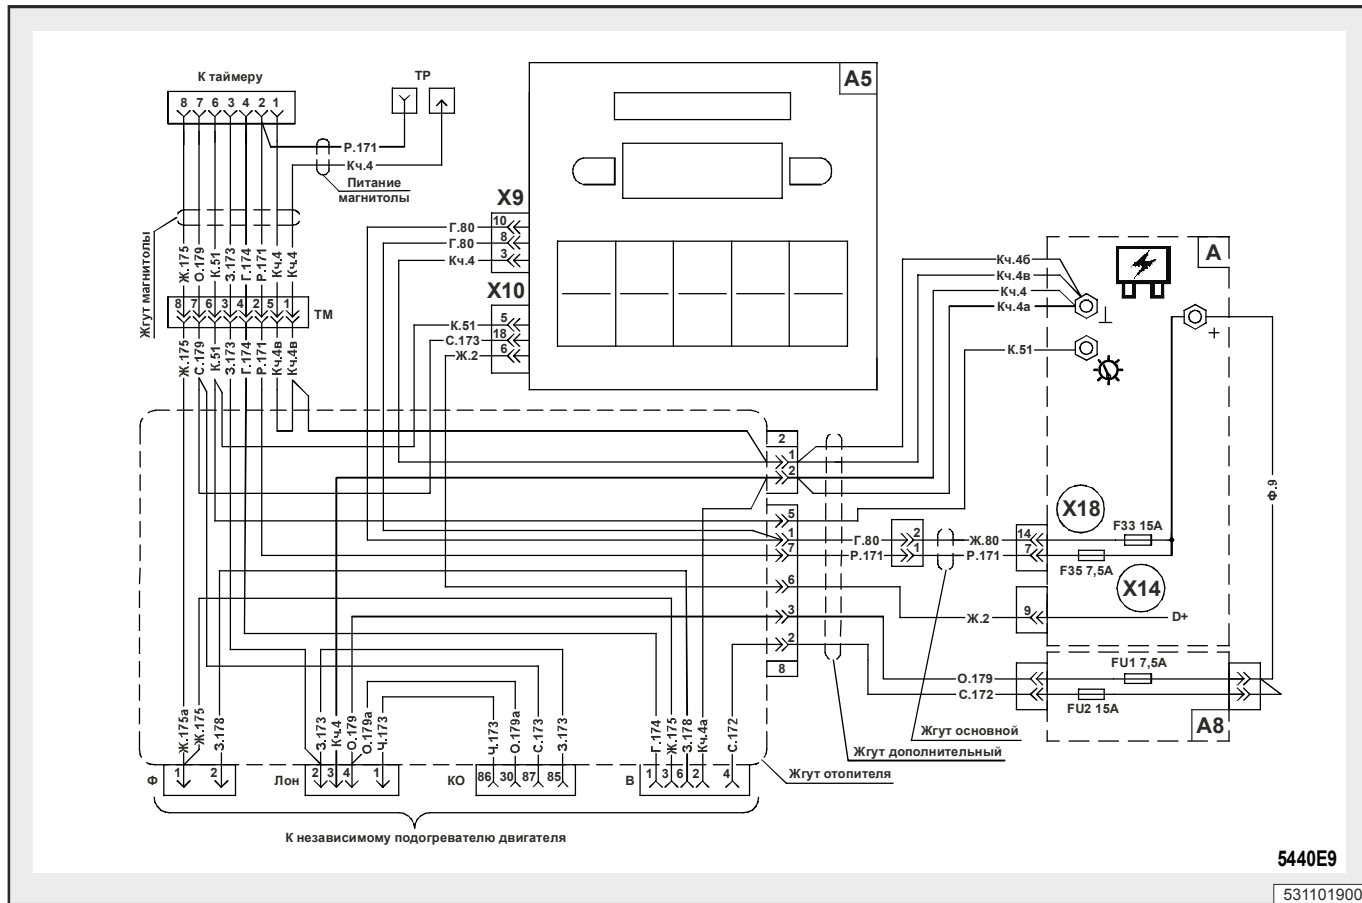 К таймеру
ТР
A5
8 7 6 3 4 2 1
Р.171
Кч.4
Питание
магнитолы
X9
10
8
3
Г.80
Г.80
Кч.4
Жгут магнитолы
Ж.175
О.179
К.51
З.173
Г.174
Р.171
Кч.4
Кч.4
8 7 6 3 4 2 5 1
ТМ
X10
5
18
6
К.51
С.173
Ж.2
Ж.175
С.179
К.51
З.173
Г.174
Р.171
Кч.4в
Кч.4в
A
Кч.4б
Кч.4в
Кч.4
Кч.4а
К.51
⊥
+
Ф.9
2
1
2
5
1
7
6
3
2
8
Г.80
Р.171
2
1
Ж.80
Р.171
14
7
X18
F33 15A
F35 7,5A
X14
Ж.2
9
D+
О.179
С.172
FU1 7,5A
FU2 15A
A8
Жгут основной
Жгут дополнительный
Жгут отопителя
Ж.175а
Ж.175
З.178
З.173
Кч.4
О.179
О.179а
Ч.173
Ч.173
О.179а
С.173
З.173
Г.174
Ж.175
З.178
Кч.4а
С.172
Ф
1 2
Лон
2 3 4 1
КО
86 30 87 85
В
1 3 6 2 4
К независимому подогревателю двигателя
5440E9
531101900